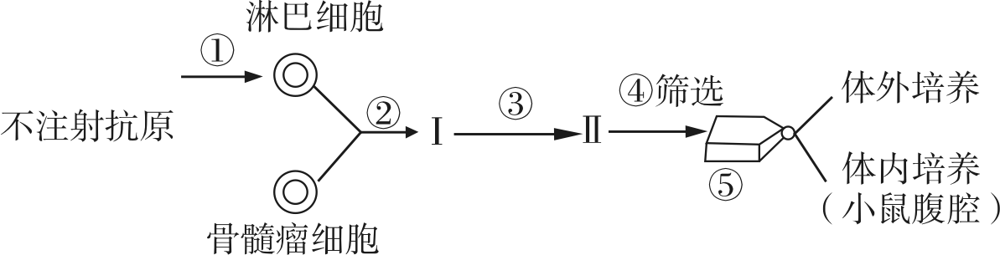 淋巴细胞
①
不注射抗原
②
Ⅰ
③
Ⅱ
④筛选
体外培养
⑤
体内培养
(小鼠腹腔)
骨髓瘤细胞